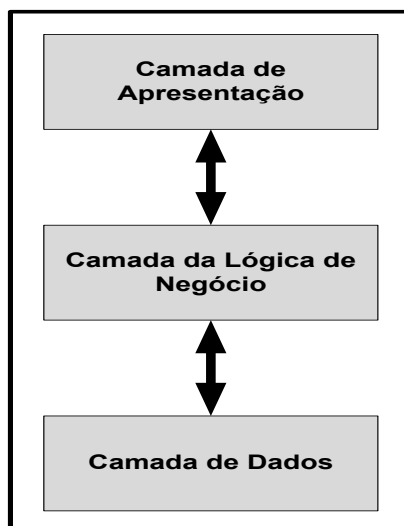 Camada de
Apresentação
Camada da Lógica de
Negócio
Camada de Dados